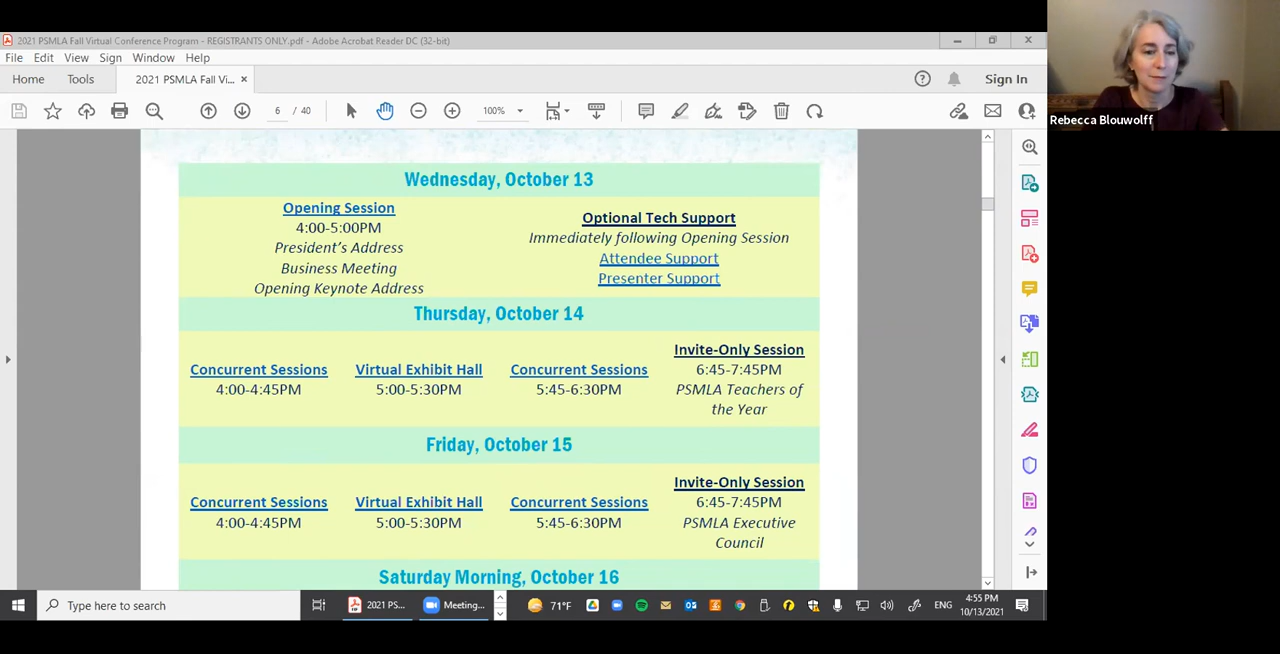 2021 PSMLA Fall Virtual Conference Program - REGISTRANTS ONLY.pdf - Adobe Acrobat Reader DC (32-bit)
File Edit View Sign Window Help
Home Tools 2021 PSMLA Fall Vi... × Sign In
6 / 40 100%
Rebecca Blouwolff
Wednesday, October 13
Opening Session
4:00-5:00PM
President's Address
Business Meeting
Opening Keynote Address
Optional Tech Support
Immediately following Opening Session
Attendee Support
Presenter Support
Thursday, October 14
Concurrent Sessions
4:00-4:45PM
Virtual Exhibit Hall
5:00-5:30PM
Concurrent Sessions
5:45-6:30PM
Invite-Only Session
6:45-7:45PM
PSMLA Teachers of
the Year
Friday, October 15
Concurrent Sessions
4:00-4:45PM
Virtual Exhibit Hall
5:00-5:30PM
Concurrent Sessions
5:45-6:30PM
Invite-Only Session
6:45-7:45PM
PSMLA Executive
Council
Saturday Morning, October 16
Type here to search
2021 PS...
Meeting...
71°F
ENG
4:55 PM
10/13/2021